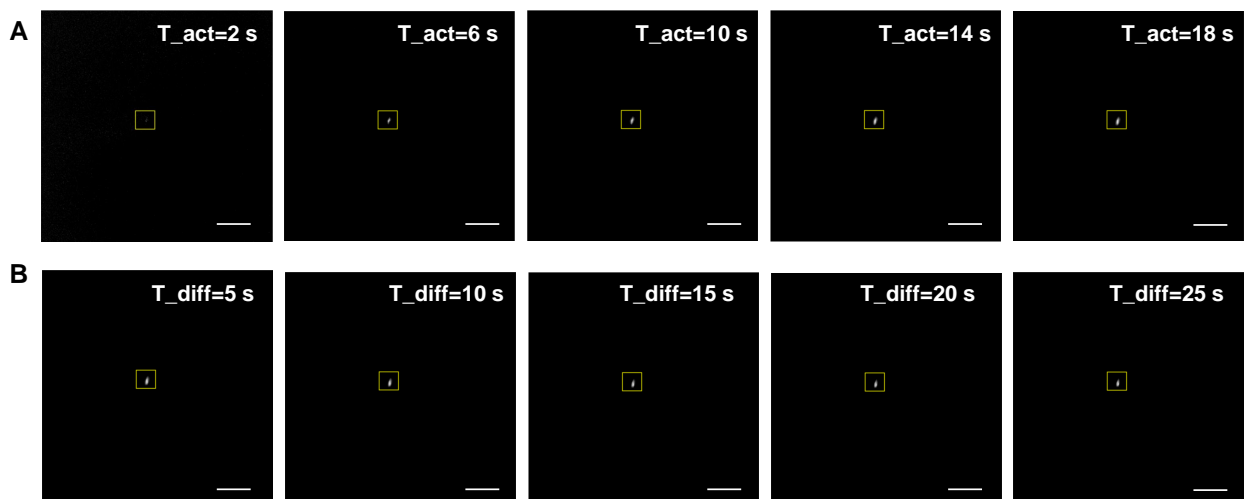 A
T_act=2 s
T_act=6 s
T_act=10 s
T_act=14 s
T_act=18 s
B
T_diff=5 s
T_diff=10 s
T_diff=15 s
T_diff=20 s
T_diff=25 s